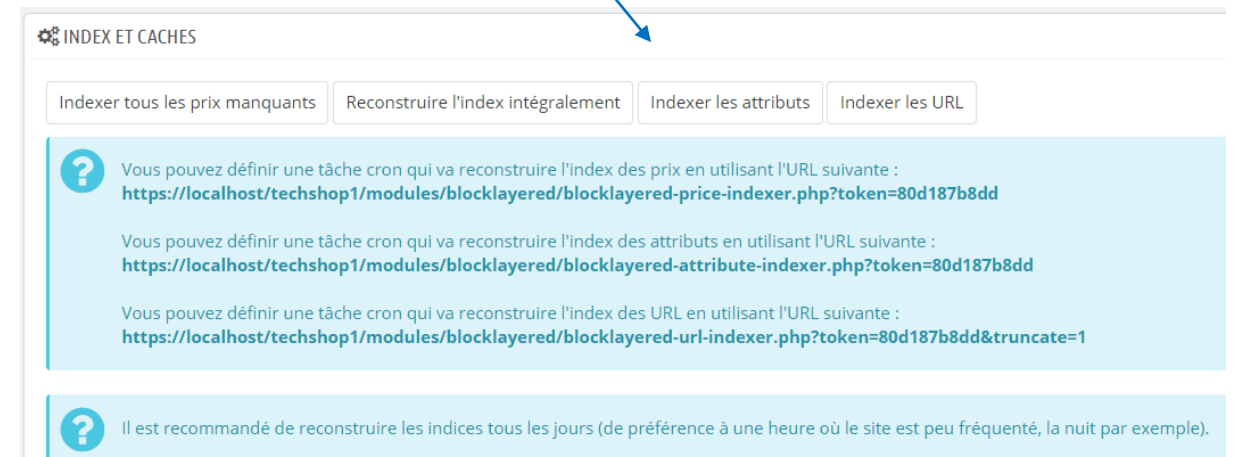 INDEX ET CACHES
Indexer tous les prix manquants Reconstruire l'index intégralement Indexer les attributs Indexer les URL
Vous pouvez définir une tâche cron qui va reconstruire l'index des prix en utilisant l'URL suivante :
https://localhost/techshop1/modules/blocklayered/blocklayered-price-indexer.php?token=80d187b8dd
Vous pouvez définir une tâche cron qui va reconstruire l'index des attributs en utilisant l'URL suivante :
https://localhost/techshop1/modules/blocklayered/blocklayered-attribute-indexer.php?token=80d187b8dd
Vous pouvez définir une tâche cron qui va reconstruire l'index des URL en utilisant l'URL suivante :
https://localhost/techshop1/modules/blocklayered/blocklayered-url-indexer.php?token=80d187b8dd&truncate=1
Il est recommandé de reconstruire les indices tous les jours (de préférence à une heure où le site est peu fréquenté, la nuit par exemple).